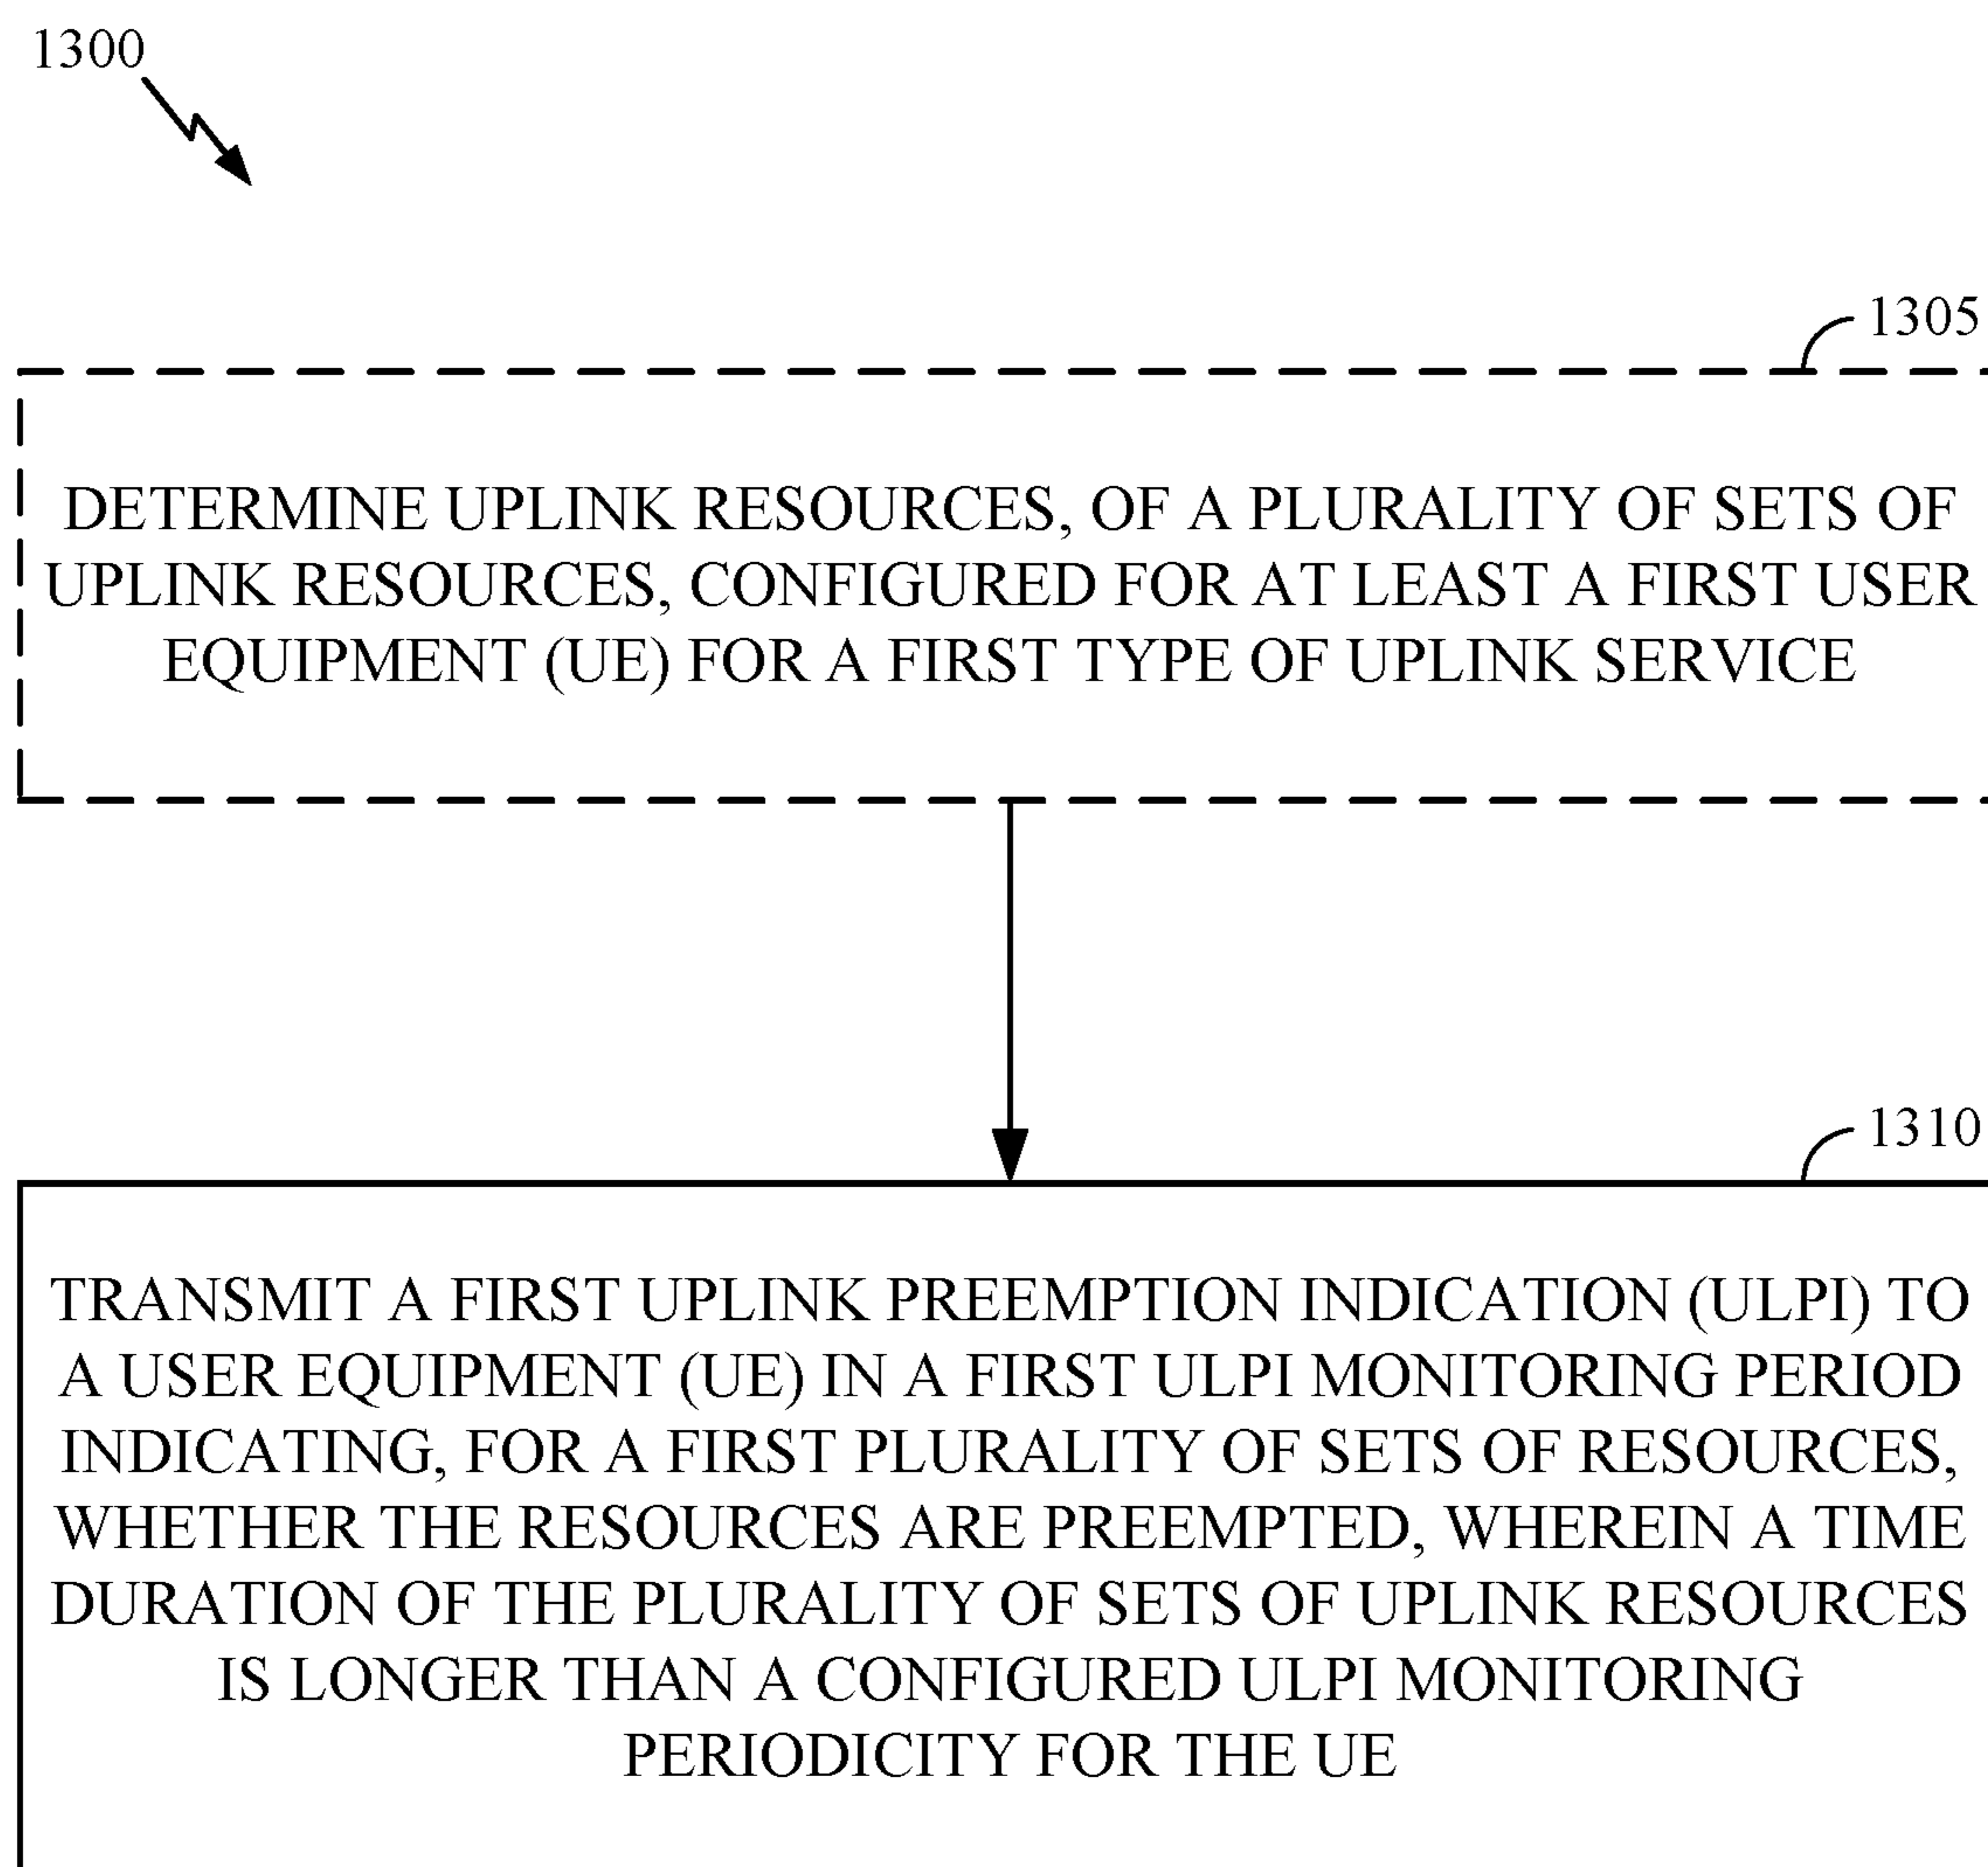 1300
1305
DETERMINE UPLINK RESOURCES, OF A PLURALITY OF SETS OF
UPLINK RESOURCES, CONFIGURED FOR AT LEAST A FIRST USER
EQUIPMENT (UE) FOR A FIRST TYPE OF UPLINK SERVICE
1310
TRANSMIT A FIRST UPLINK PREEMPTION INDICATION (ULPI) TO
A USER EQUIPMENT (UE) IN A FIRST ULPI MONITORING PERIOD
INDICATING, FOR A FIRST PLURALITY OF SETS OF RESOURCES,
WHETHER THE RESOURCES ARE PREEMPTED, WHEREIN A TIME
DURATION OF THE PLURALITY OF SETS OF UPLINK RESOURCES
IS LONGER THAN A CONFIGURED ULPI MONITORING
PERIODICITY FOR THE UE